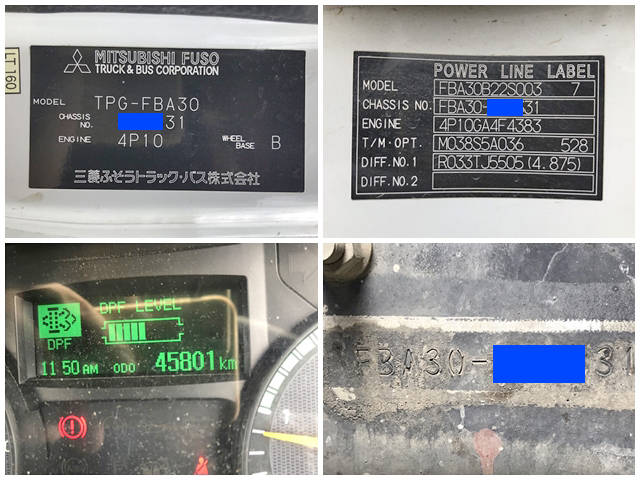 LT160
MITSUBISHI FUSO
TRUCK & BUS CORPORATION
MODEL TPG-FBA30
CHASSIS NO. 31
ENGINE 4P10 WHEEL BASE B
三菱ふそうトラック・バス株式会社
POWER LINE LABEL
MODEL FBA30B22S003 7
CHASSIS NO. FBA30- 31
ENGINE 4P10GA4F4383
T/M・OPT. M038S5A036 528
DIFF.NO.1 R033TJ5505(4.875)
DIFF.NO.2
DPF LEVEL
DPF
11:50 AM ODO 45801 km
FBA30- 31